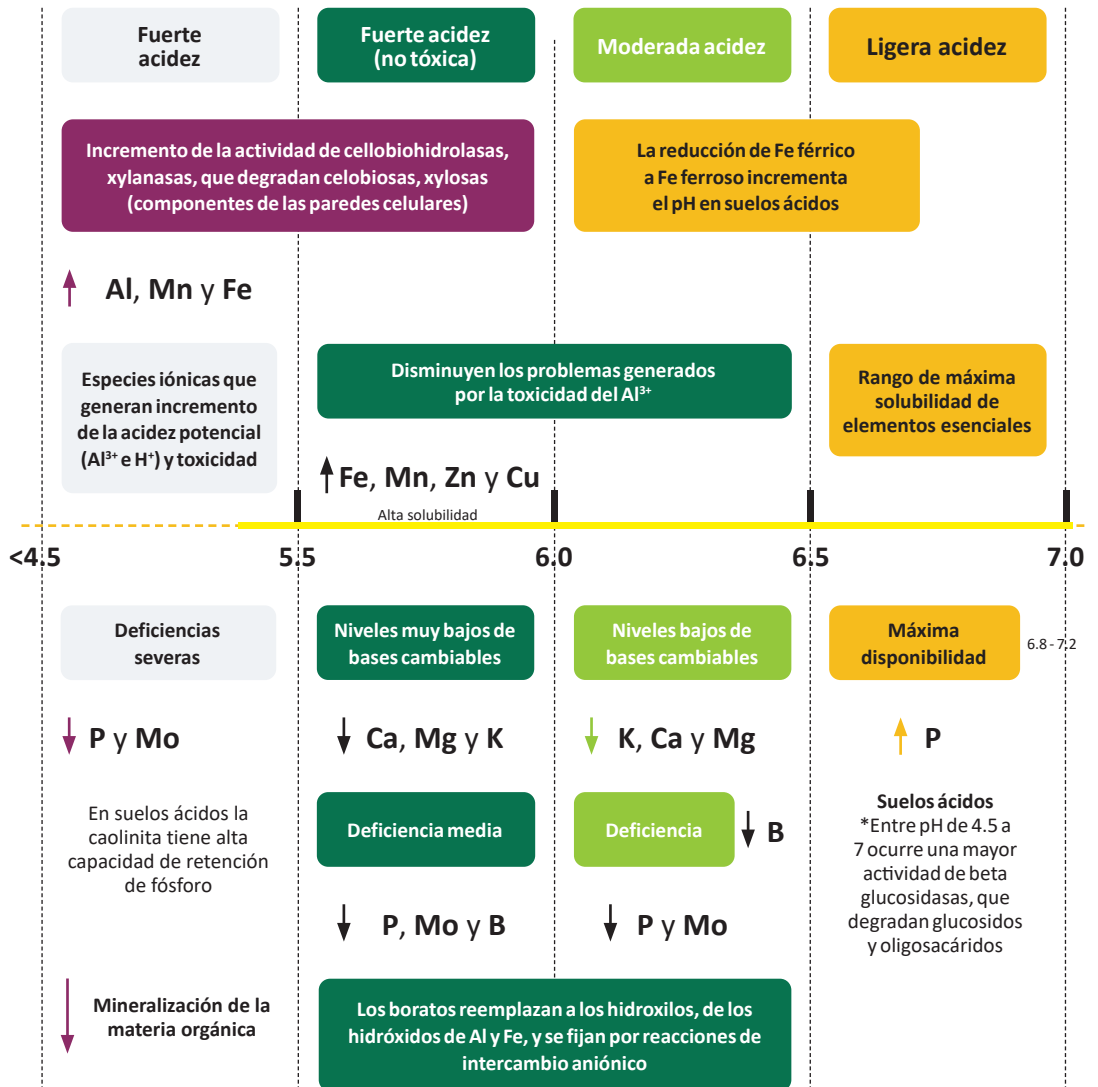 Fuerte
acidez
Fuerte acidez
(no tóxica)
Moderada acidez
Ligera acidez
Incremento de la actividad de cellobiohidrolasas,
xylanasas, que degradan celobiosas, xylosas
(componentes de las paredes celulares)
La reducción de Fe férrico
a Fe ferroso incrementa
el pH en suelos ácidos
Al, Mn y Fe
Especies iónicas que
generan incremento
de la acidez potencial
(Al³⁺ e H⁺) y toxicidad
Disminuyen los problemas generados
por la toxicidad del Al³⁺
Rango de máxima
solubilidad de
elementos esenciales
Fe, Mn, Zn y Cu
Alta solubilidad
<4.5
5.5
6.0
6.5
7.0
Deficiencias
severas
Niveles muy bajos de
bases cambiables
Niveles bajos de
bases cambiables
Máxima
disponibilidad
6.8 - 7.2
P y Mo
Ca, Mg y K
K, Ca y Mg
P
En suelos ácidos la
caolinita tiene alta
capacidad de retención
de fósforo
Deficiencia media
Deficiencia
B
Suelos ácidos
*Entre pH de 4.5 a
7 ocurre una mayor
actividad de beta
glucosidasas, que
degradan glucosidos
y oligosacáridos
P, Mo y B
P y Mo
Mineralización de la
materia orgánica
Los boratos reemplazan a los hidroxilos, de los
hidróxidos de Al y Fe, y se fijan por reacciones de
intercambio aniónico